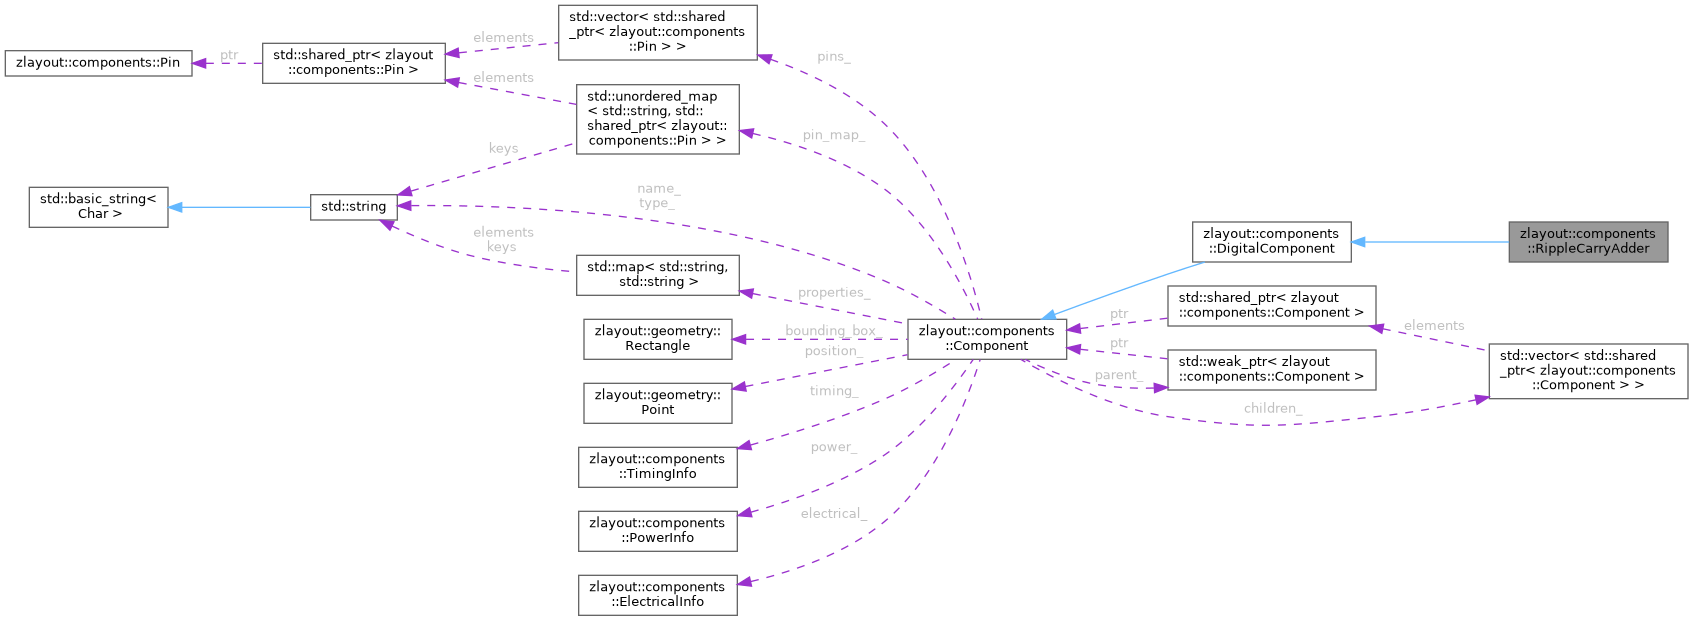 zlayout::components::Pin
ptr
std::shared_ptr< zlayout
::components::Pin >
elements
elements
std::vector< std::shared
_ptr< zlayout::components
::Pin > >
std::unordered_map
< std::string, std::
shared_ptr< zlayout::
components::Pin > >
keys
pins_
pin_map_
std::basic_string<
Char >
std::string
name_
type_
elements
keys
std::map< std::string,
std::string >
properties_
zlayout::geometry::
Rectangle
bounding_box_
position_
zlayout::geometry::
Point
timing_
zlayout::components
::TimingInfo
power_
zlayout::components
::PowerInfo
electrical_
zlayout::components
::ElectricalInfo
zlayout::components
::Component
zlayout::components
::DigitalComponent
zlayout::components
::RippleCarryAdder
ptr
std::shared_ptr< zlayout
::components::Component >
ptr
parent_
std::weak_ptr< zlayout
::components::Component >
children_
elements
std::vector< std::shared
_ptr< zlayout::components
::Component > >